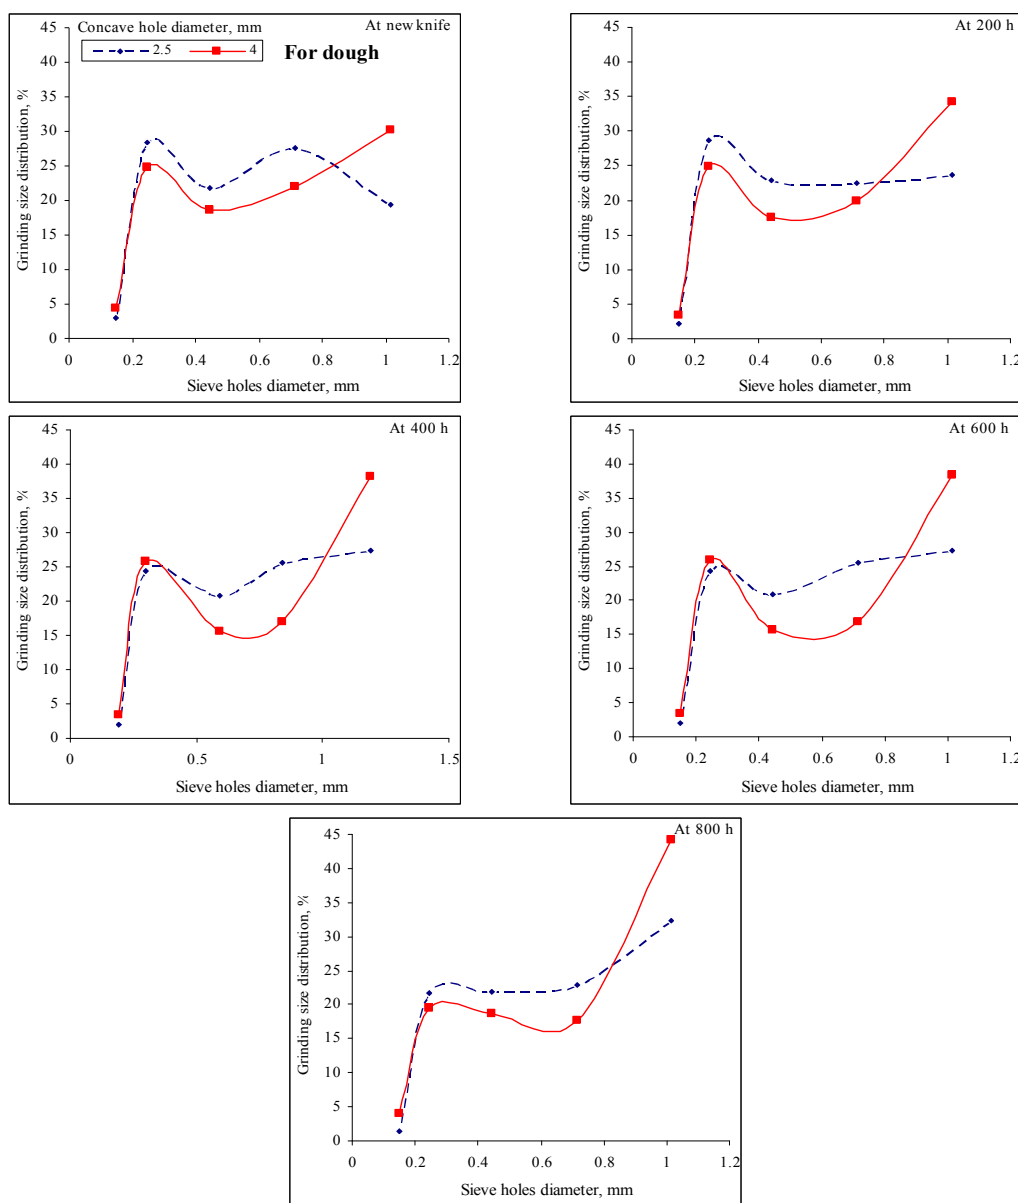 Concave hole diameter, mm
2.5
4
For dough
At new knife
45
40
35
30
25
20
15
10
5
0
Grinding size distribution, %
0 0.2 0.4 0.6 0.8 1 1.2
Sieve holes diameter, mm
At 200 h
45
40
35
30
25
20
15
10
5
0
Grinding size distribution, %
0 0.2 0.4 0.6 0.8 1 1.2
Sieve holes diameter, mm
At 400 h
45
40
35
30
25
20
15
10
5
0
Grinding size distribution, %
0 0.5 1 1.5
Sieve holes diameter, mm
At 600 h
45
40
35
30
25
20
15
10
5
0
Grinding size distribution, %
0 0.2 0.4 0.6 0.8 1 1.2
Sieve holes diameter, mm
At 800 h
45
40
35
30
25
20
15
10
5
0
Grinding size distribution, %
0 0.2 0.4 0.6 0.8 1 1.2
Sieve holes diameter, mm